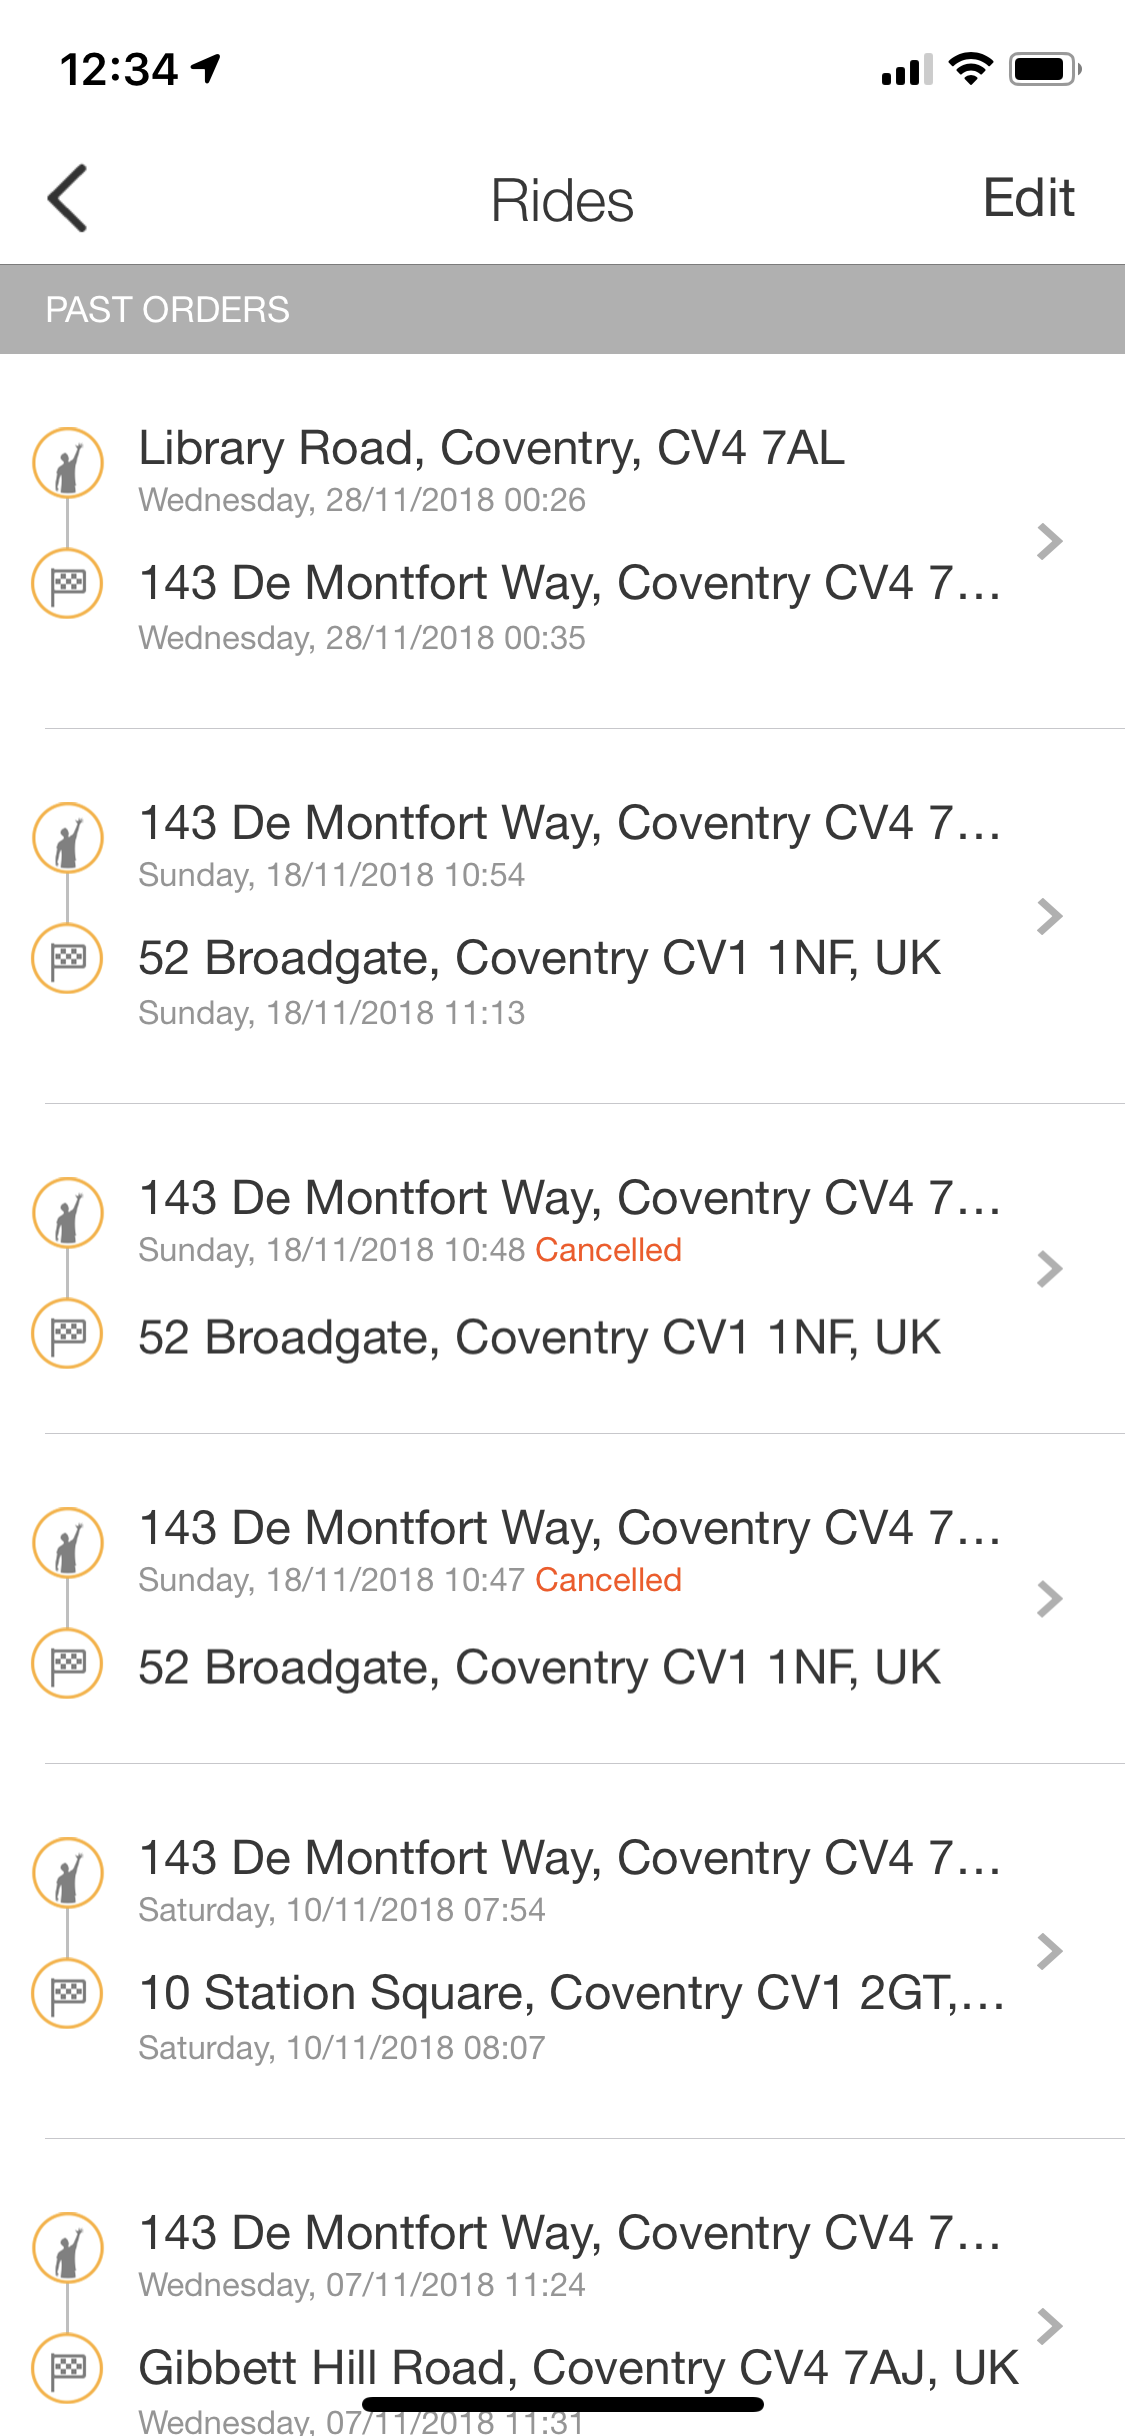 12:34
Rides
Edit
PAST ORDERS
Library Road, Coventry, CV4 7AL
Wednesday, 28/11/2018 00:26
143 De Montfort Way, Coventry CV4 7...
Wednesday, 28/11/2018 00:35
143 De Montfort Way, Coventry CV4 7...
Sunday, 18/11/2018 10:54
52 Broadgate, Coventry CV1 1NF, UK
Sunday, 18/11/2018 11:13
143 De Montfort Way, Coventry CV4 7...
Sunday, 18/11/2018 10:48 Cancelled
52 Broadgate, Coventry CV1 1NF, UK
143 De Montfort Way, Coventry CV4 7...
Sunday, 18/11/2018 10:47 Cancelled
52 Broadgate, Coventry CV1 1NF, UK
143 De Montfort Way, Coventry CV4 7...
Saturday, 10/11/2018 07:54
10 Station Square, Coventry CV1 2GT,...
Saturday, 10/11/2018 08:07
143 De Montfort Way, Coventry CV4 7...
Wednesday, 07/11/2018 11:24
Gibbett Hill Road, Coventry CV4 7AJ, UK
Wednesday, 07/11/2018 11:31